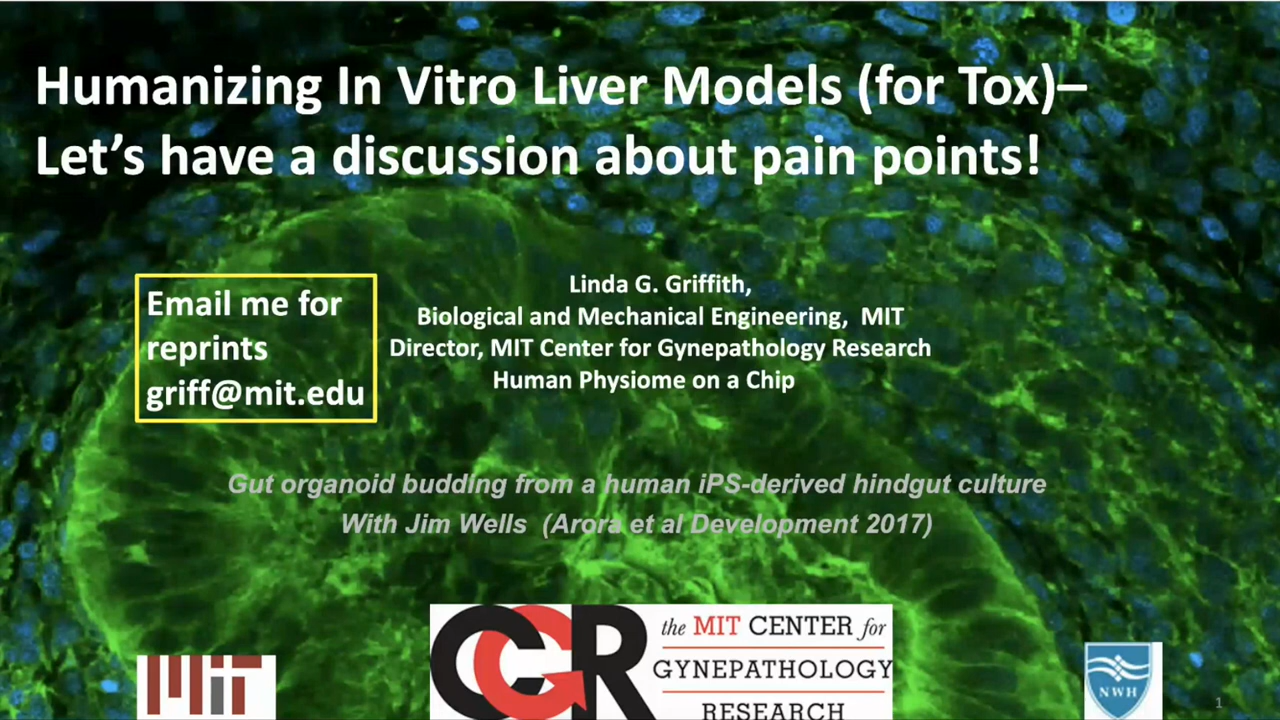 Humanizing In Vitro Liver Models (for Tox)–
Let's have a discussion about pain points!
Email me for
reprints
griff@mit.edu
Linda G. Griffith,
Biological and Mechanical Engineering, MIT
Director, MIT Center for Gynepathology Research
Human Physiome on a Chip
Gut organoid budding from a human iPS-derived hindgut culture
With Jim Wells (Arora et al Development 2017)
MIT
CGR
the MIT CENTER for
GYNEPATHOLOGY
RESEARCH
NWH
1